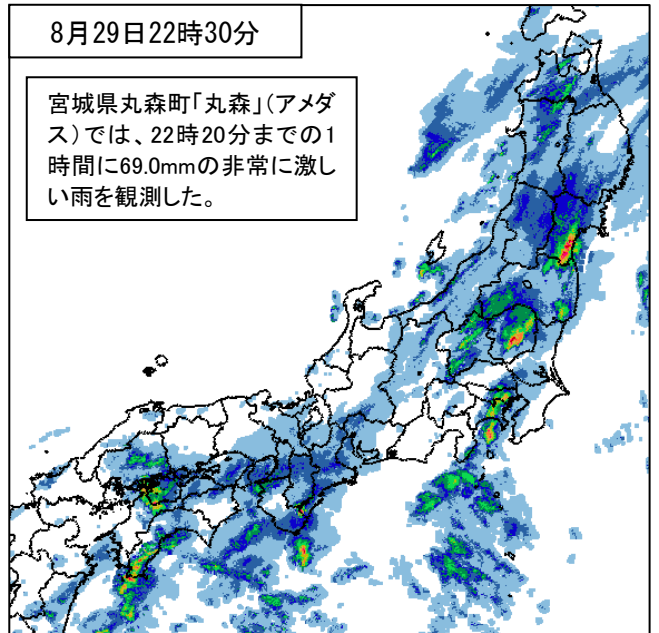 8月29日22時30分
宮城県丸森町「丸森」(アメダ
ス)では、22時20分までの1
時間に69.0mmの非常に激し
い雨を観測した。